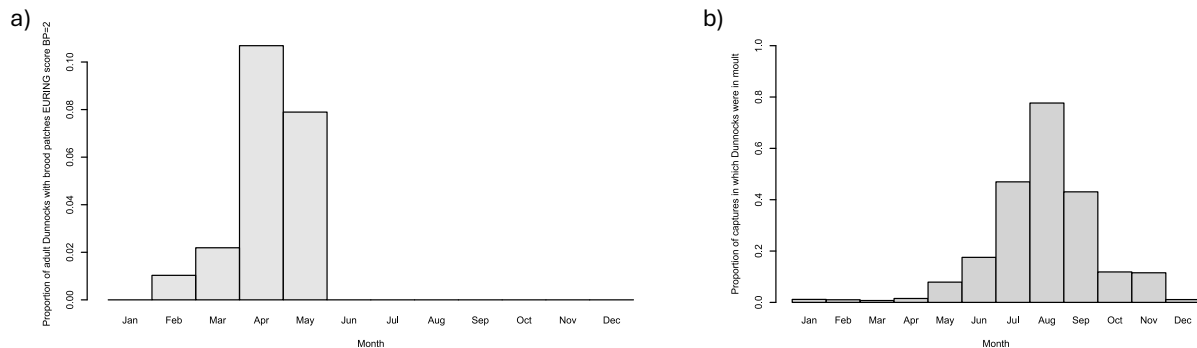 a)
Proportion of adult Dunnocks with brood patches EURING score BP=2
0.10
0.08
0.06
0.04
0.02
0.00
Jan Feb Mar Apr May Jun Jul Aug Sep Oct Nov Dec
Month
b)
Proportion of captures in which Dunnocks were in moult
1.0
0.8
0.6
0.4
0.2
0.0
Jan Feb Mar Apr May Jun Jul Aug Sep Oct Nov Dec
Month